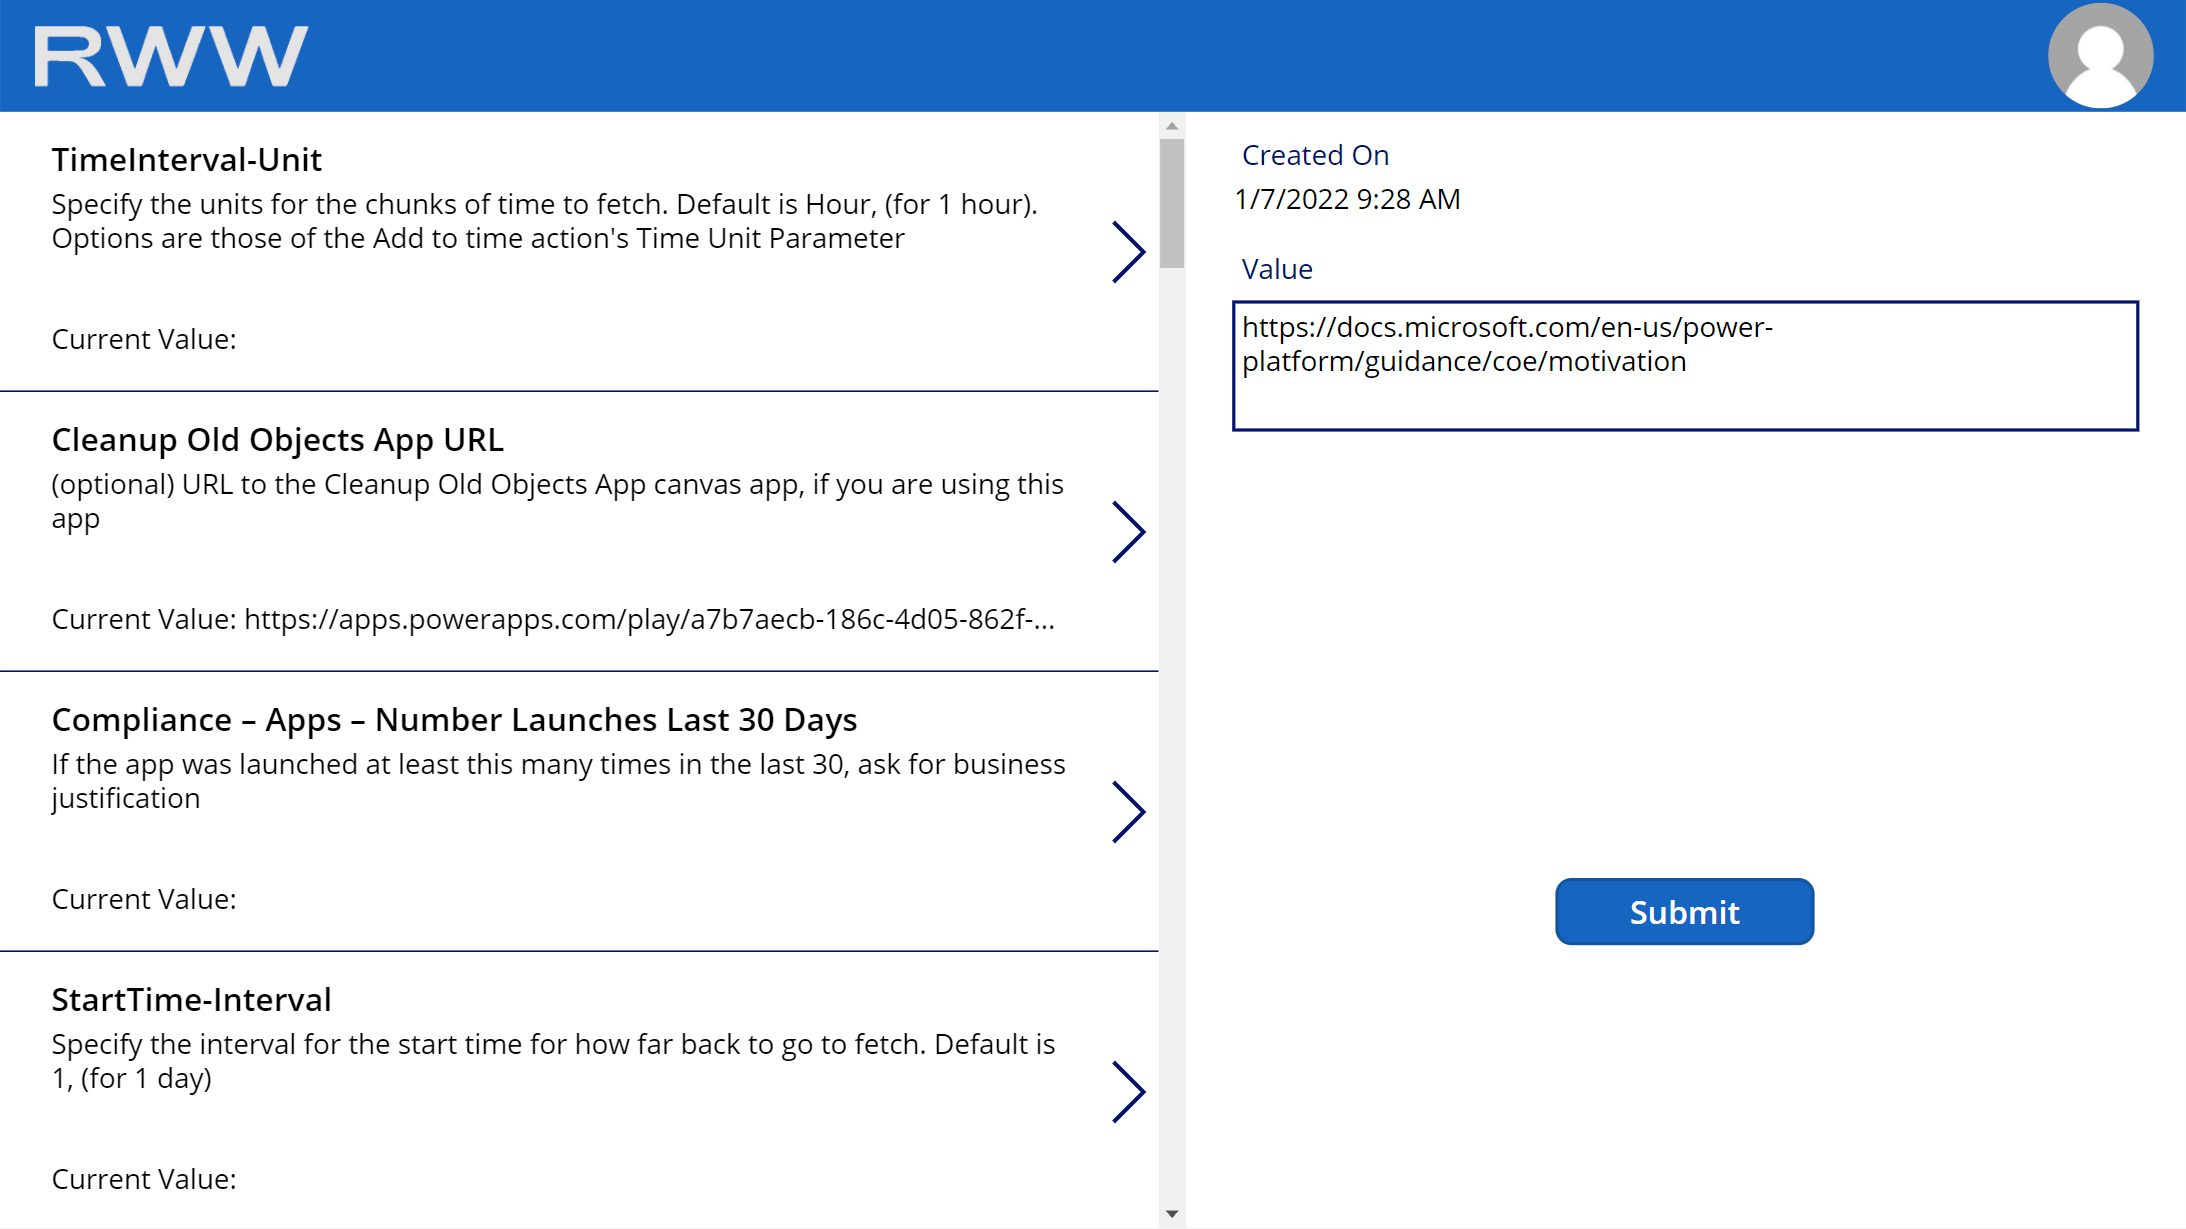 RWW
TimeInterval-Unit
Specify the units for the chunks of time to fetch. Default is Hour, (for 1 hour).
Options are those of the Add to time action's Time Unit Parameter
Current Value:
Cleanup Old Objects App URL
(optional) URL to the Cleanup Old Objects App canvas app, if you are using this
app
Current Value: https://apps.powerapps.com/play/a7b7aecb-186c-4d05-862f-...
Compliance – Apps – Number Launches Last 30 Days
If the app was launched at least this many times in the last 30, ask for business
justification
Current Value:
StartTime-Interval
Specify the interval for the start time for how far back to go to fetch. Default is
1, (for 1 day)
Current Value:
Created On
1/7/2022 9:28 AM
Value
https://docs.microsoft.com/en-us/power-
platform/guidance/coe/motivation
Submit